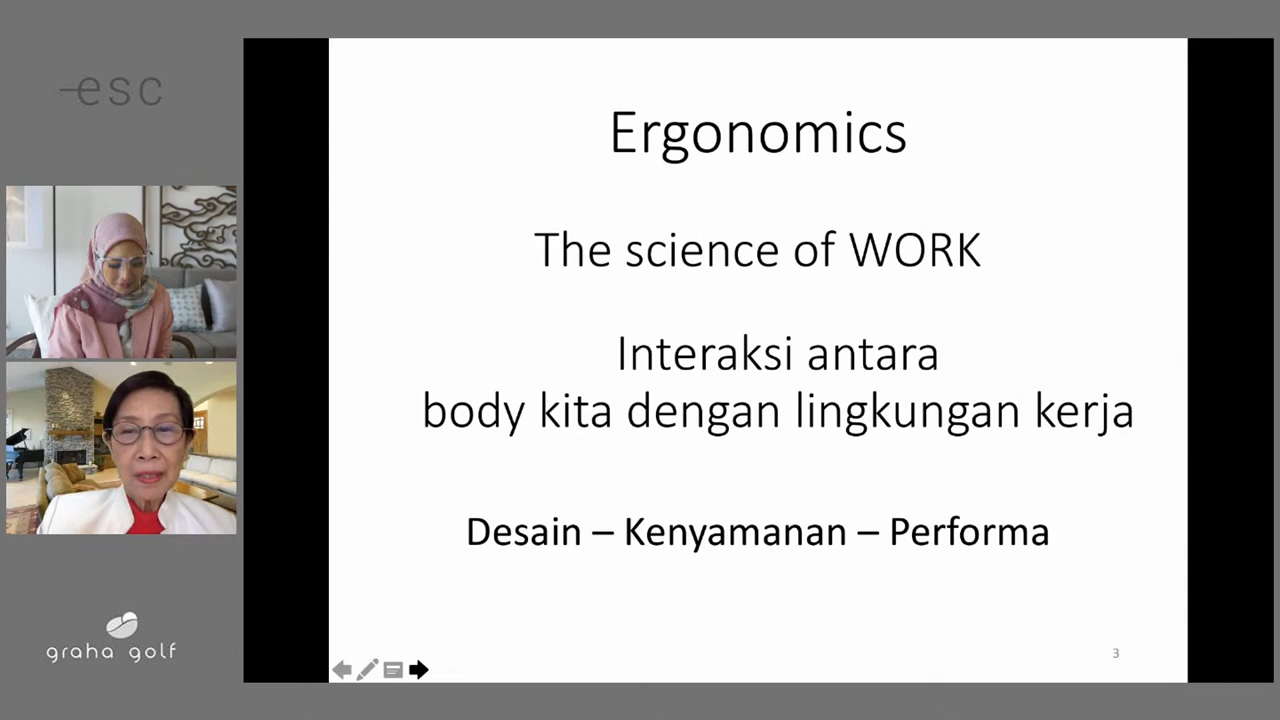 esc
Ergonomics
The science of WORK
Interaksi antara
body kita dengan lingkungan kerja
Desain – Kenyamanan – Performa
graha golf
3